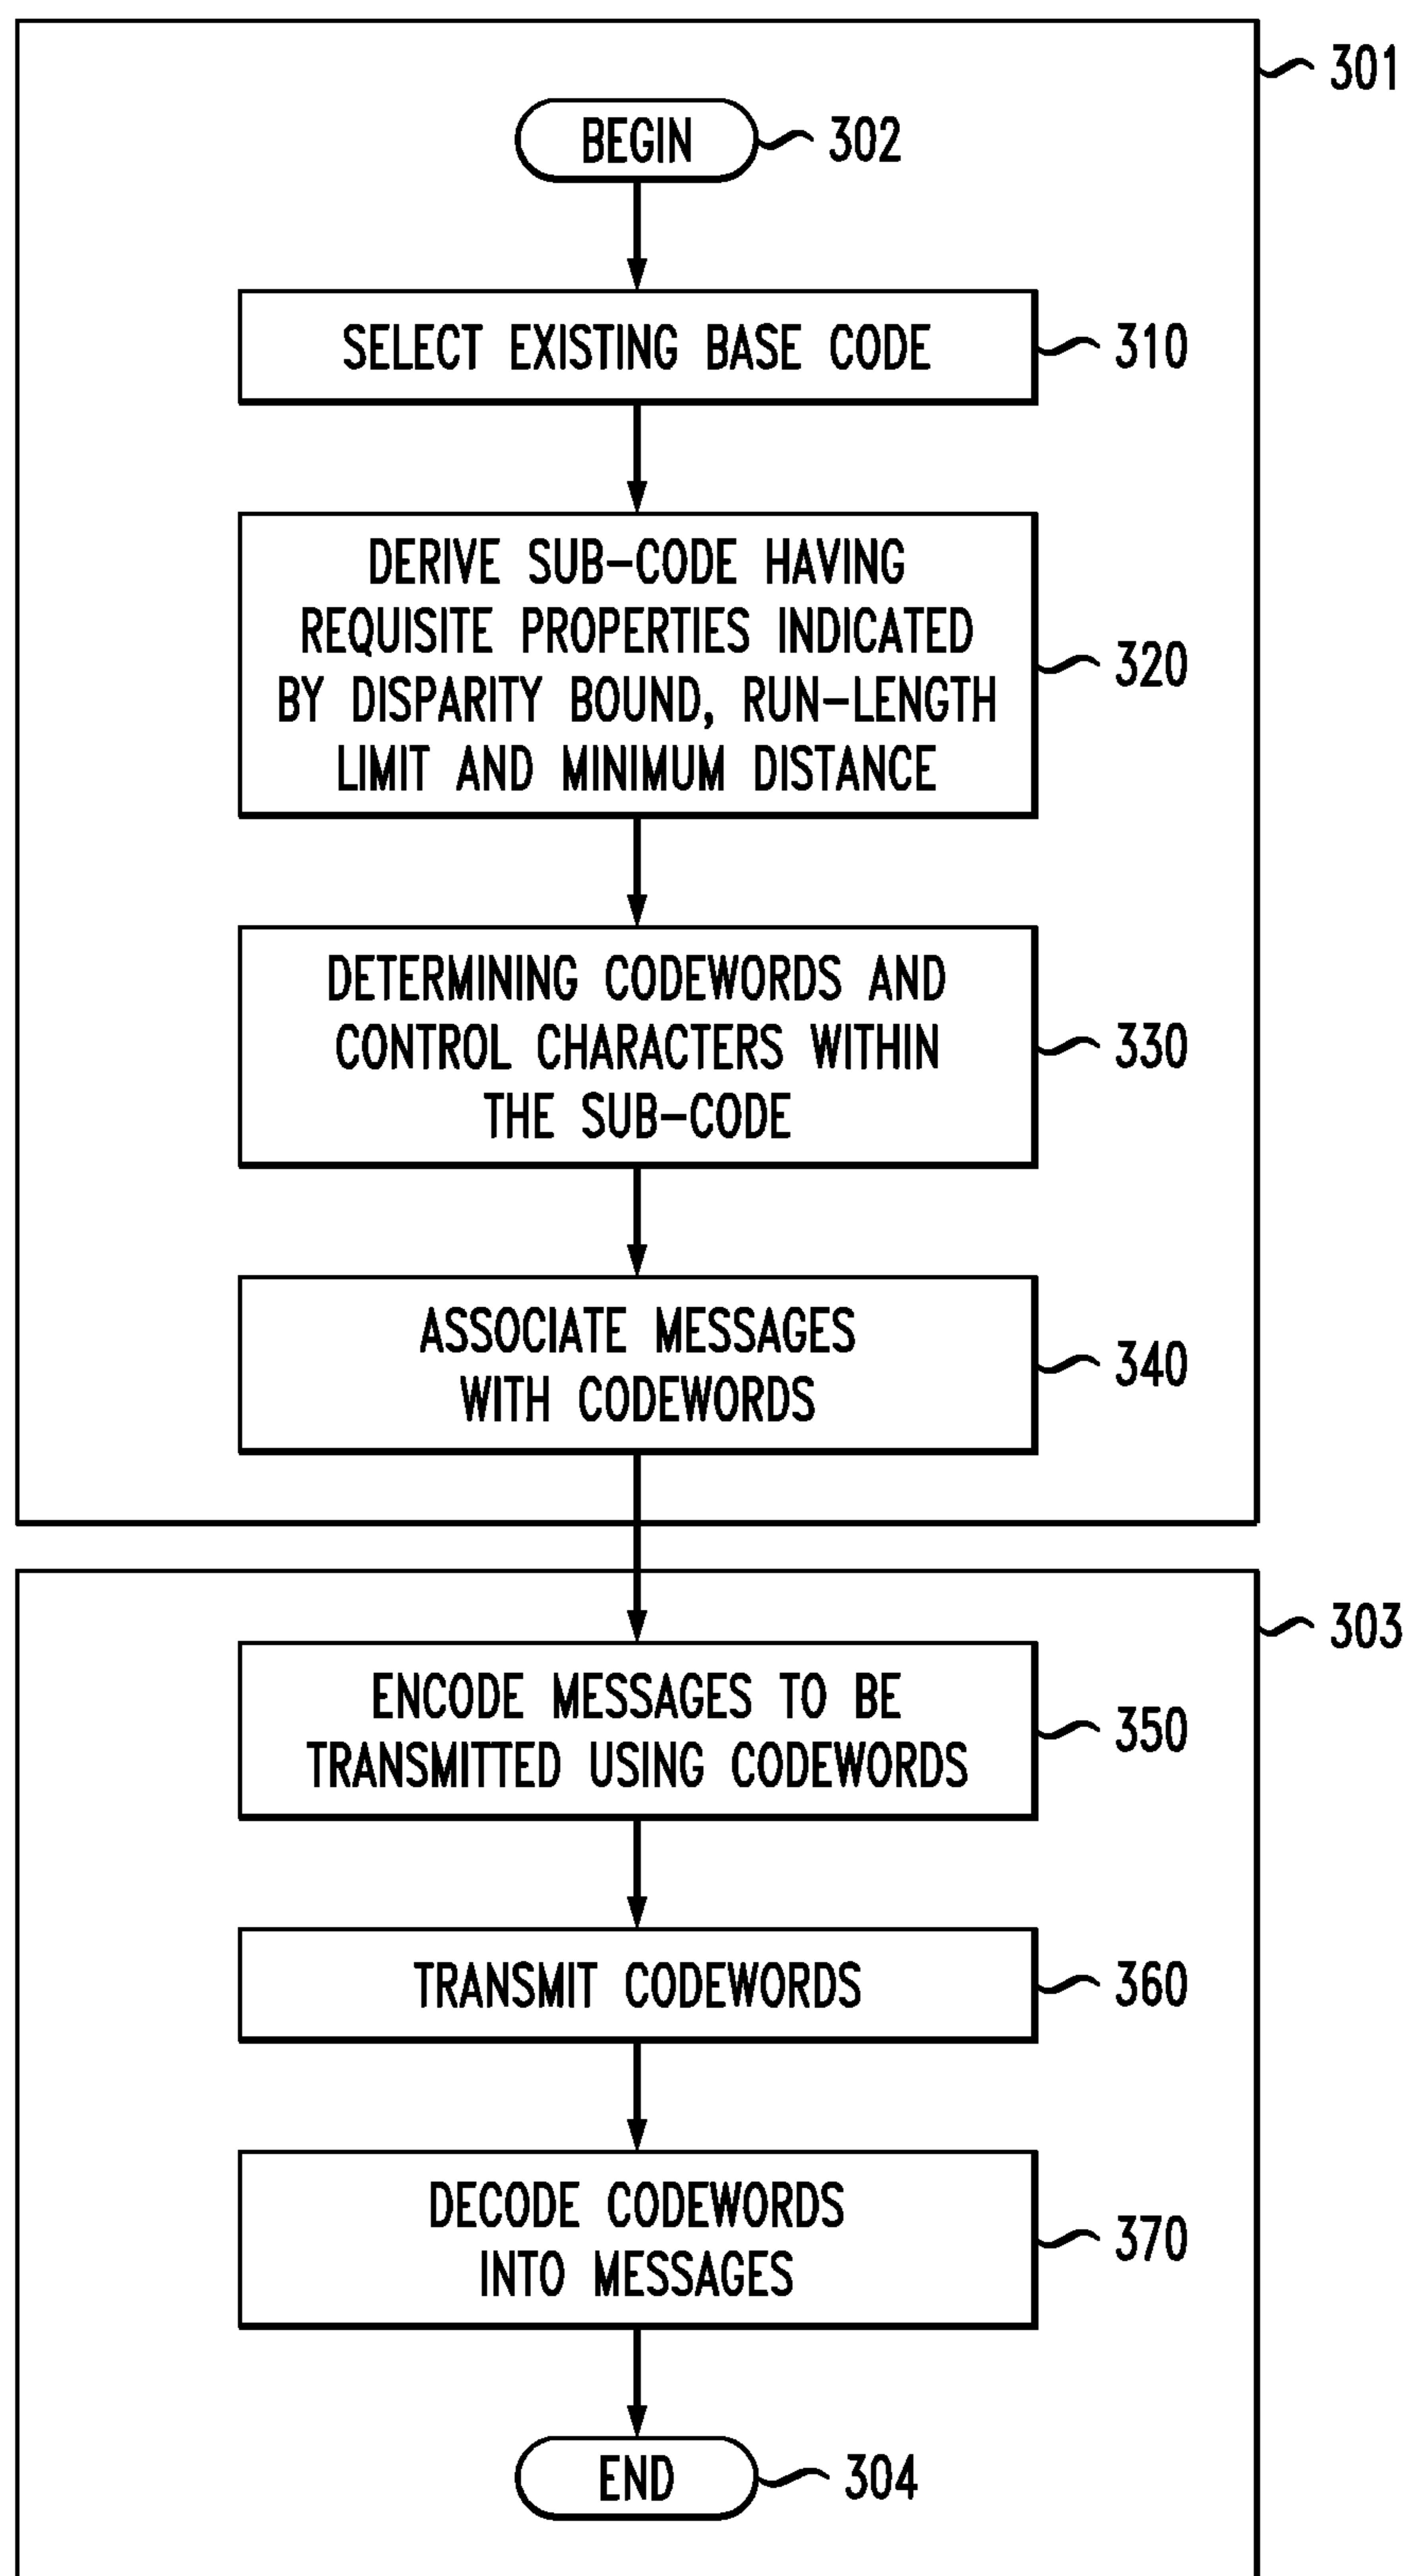 301
BEGIN
302
SELECT EXISTING BASE CODE
310
DERIVE SUB-CODE HAVING
REQUISITE PROPERTIES INDICATED
BY DISPARITY BOUND, RUN-LENGTH
LIMIT AND MINIMUM DISTANCE
320
DETERMINING CODEWORDS AND
CONTROL CHARACTERS WITHIN
THE SUB-CODE
330
ASSOCIATE MESSAGES
WITH CODEWORDS
340
303
ENCODE MESSAGES TO BE
TRANSMITTED USING CODEWORDS
350
TRANSMIT CODEWORDS
360
DECODE CODEWORDS
INTO MESSAGES
370
END
304